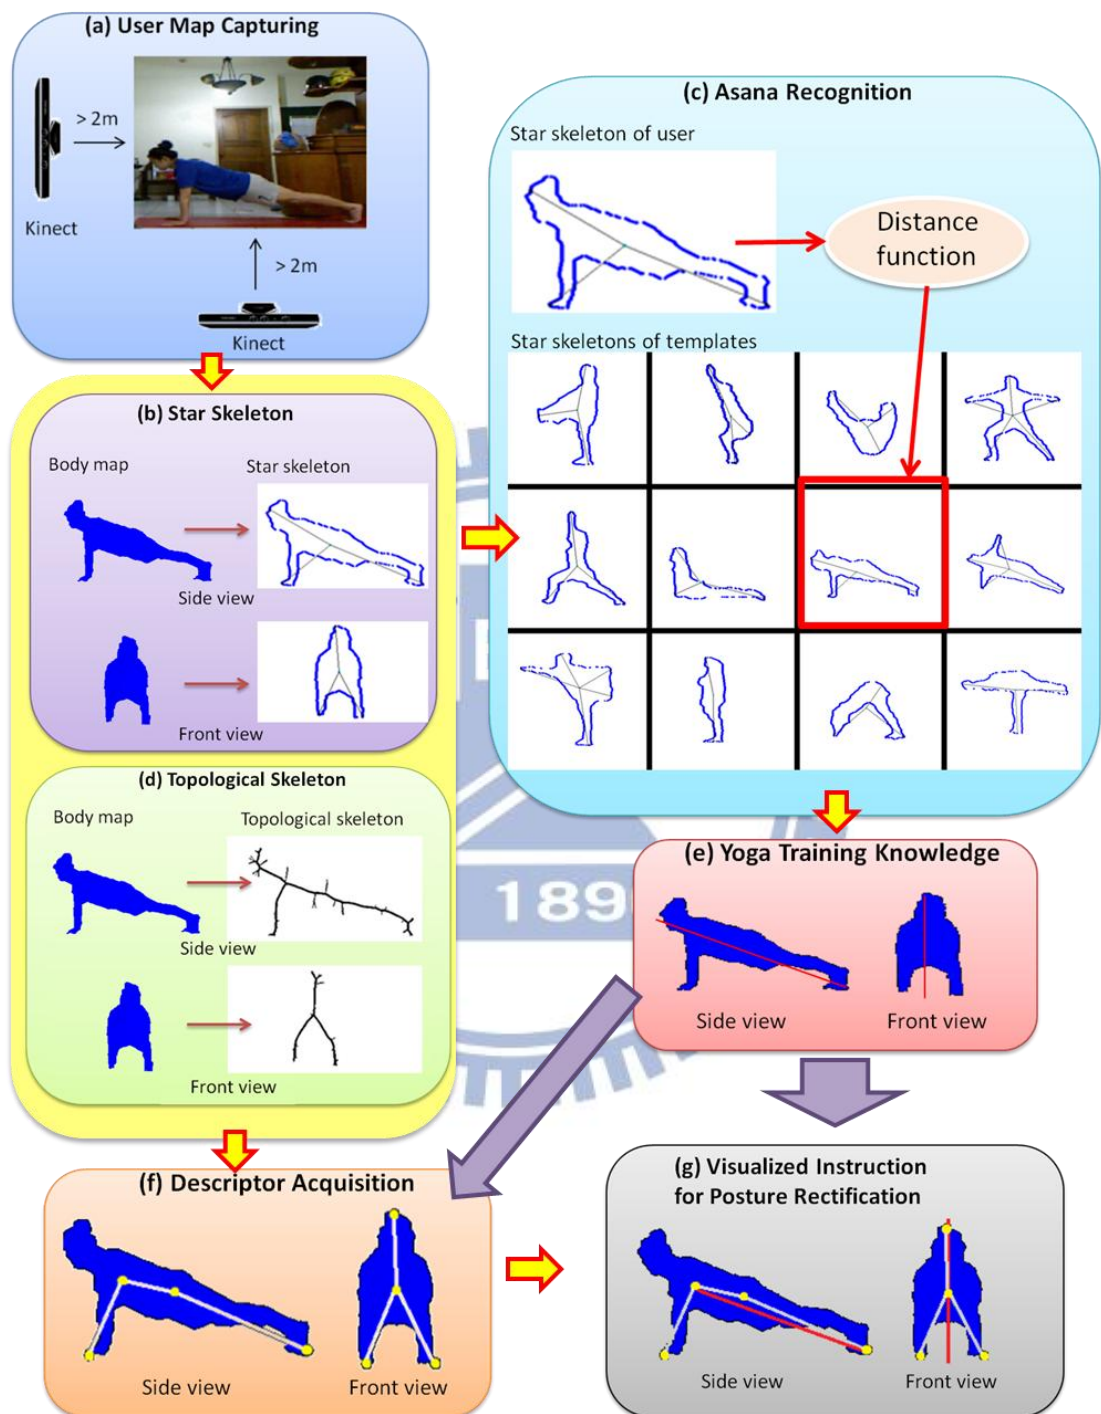 (a) User Map Capturing
> 2m
Kinect
> 2m
Kinect
(b) Star Skeleton
Body map
Star skeleton
Side view
Front view
(c) Asana Recognition
Star skeleton of user
Distance
function
Star skeletons of templates
(d) Topological Skeleton
Body map
Topological skeleton
Side view
Front view
(e) Yoga Training Knowledge
Side view
Front view
189
(f) Descriptor Acquisition
Side view
Front view
(g) Visualized Instruction
for Posture Rectification
Side view
Front view